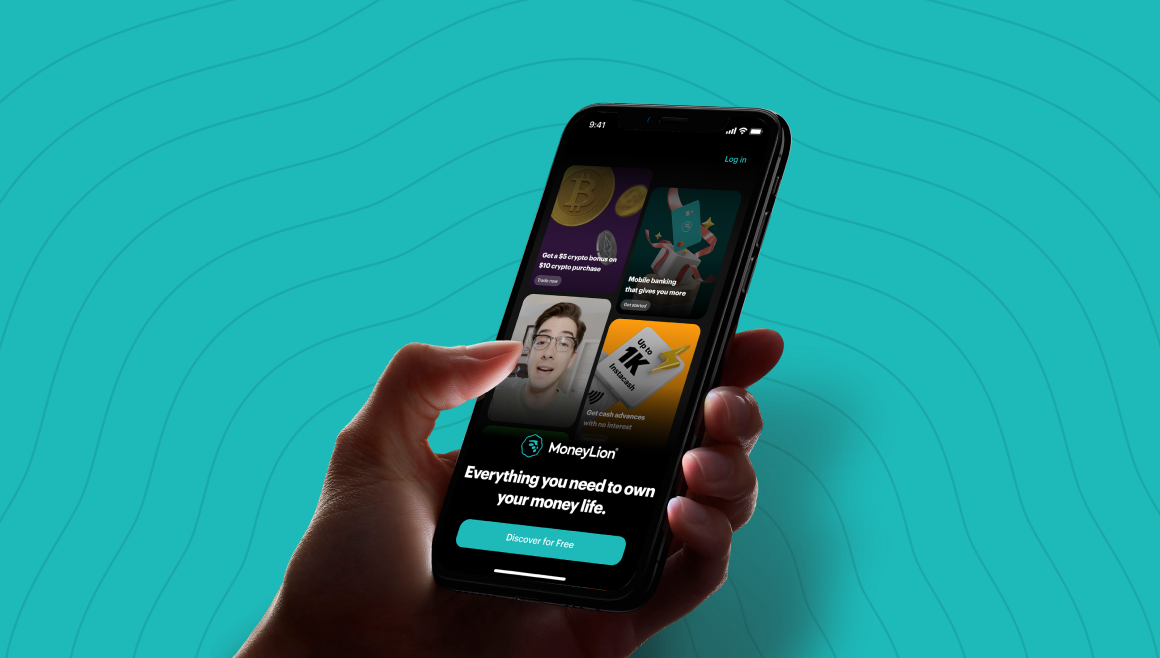 9:41
Log in
Get a $5 crypto bonus on
$10 crypto purchase
Trade now
Mobile banking
that gives you more
Get started
Up to
1K
Instacash
Get cash advances
with no interest
MoneyLion®
Everything you need to own
your money life.
Discover for Free